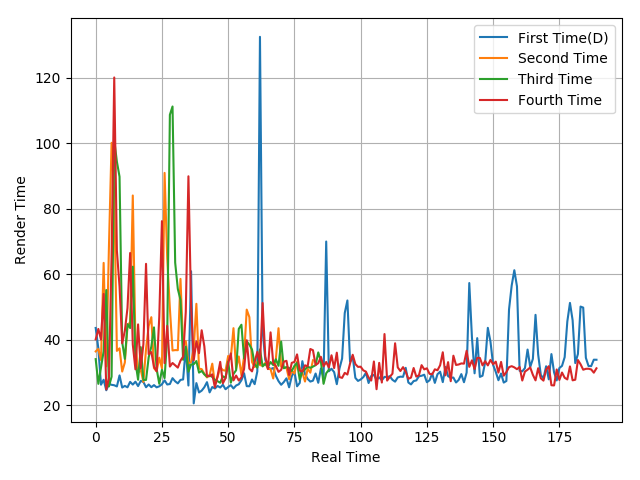 First Time(D)
Second Time
Third Time
Fourth Time
120
100
80
60
40
20
Render Time
0 25 50 75 100 125 150 175
Real Time